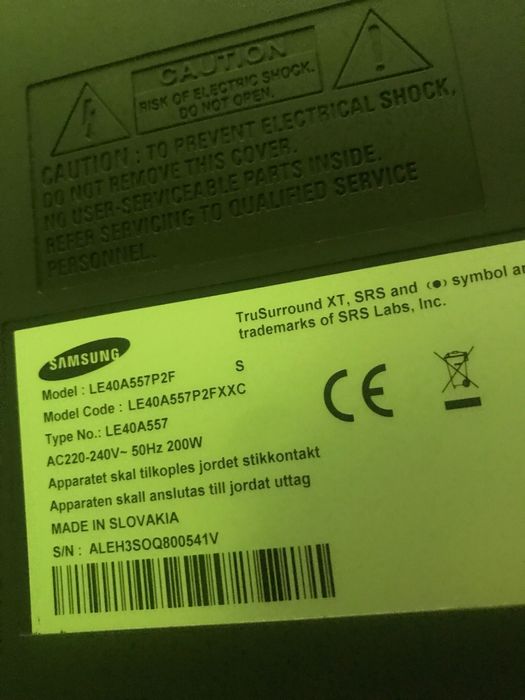 CAUTION
RISK OF ELECTRIC SHOCK.
DO NOT OPEN.
CAUTION : TO PREVENT ELECTRICAL SHOCK,
DO NOT REMOVE THIS COVER.
NO USER-SERVICEABLE PARTS INSIDE.
REFER SERVICING TO QUALIFIED SERVICE
PERSONNEL.
TruSurround XT, SRS and (●) symbol
trademarks of SRS Labs, Inc.
SAMSUNG
Model : LE40A557P2F S
Model Code : LE40A557P2FXXC
Type No.: LE40A557
AC220-240V~ 50Hz 200W
Apparatet skal tilkoples jordet stikkontakt
Apparaten skall anslutas till jordat uttag
MADE IN SLOVAKIA
S/N : ALEH3SOQ800541V
CE